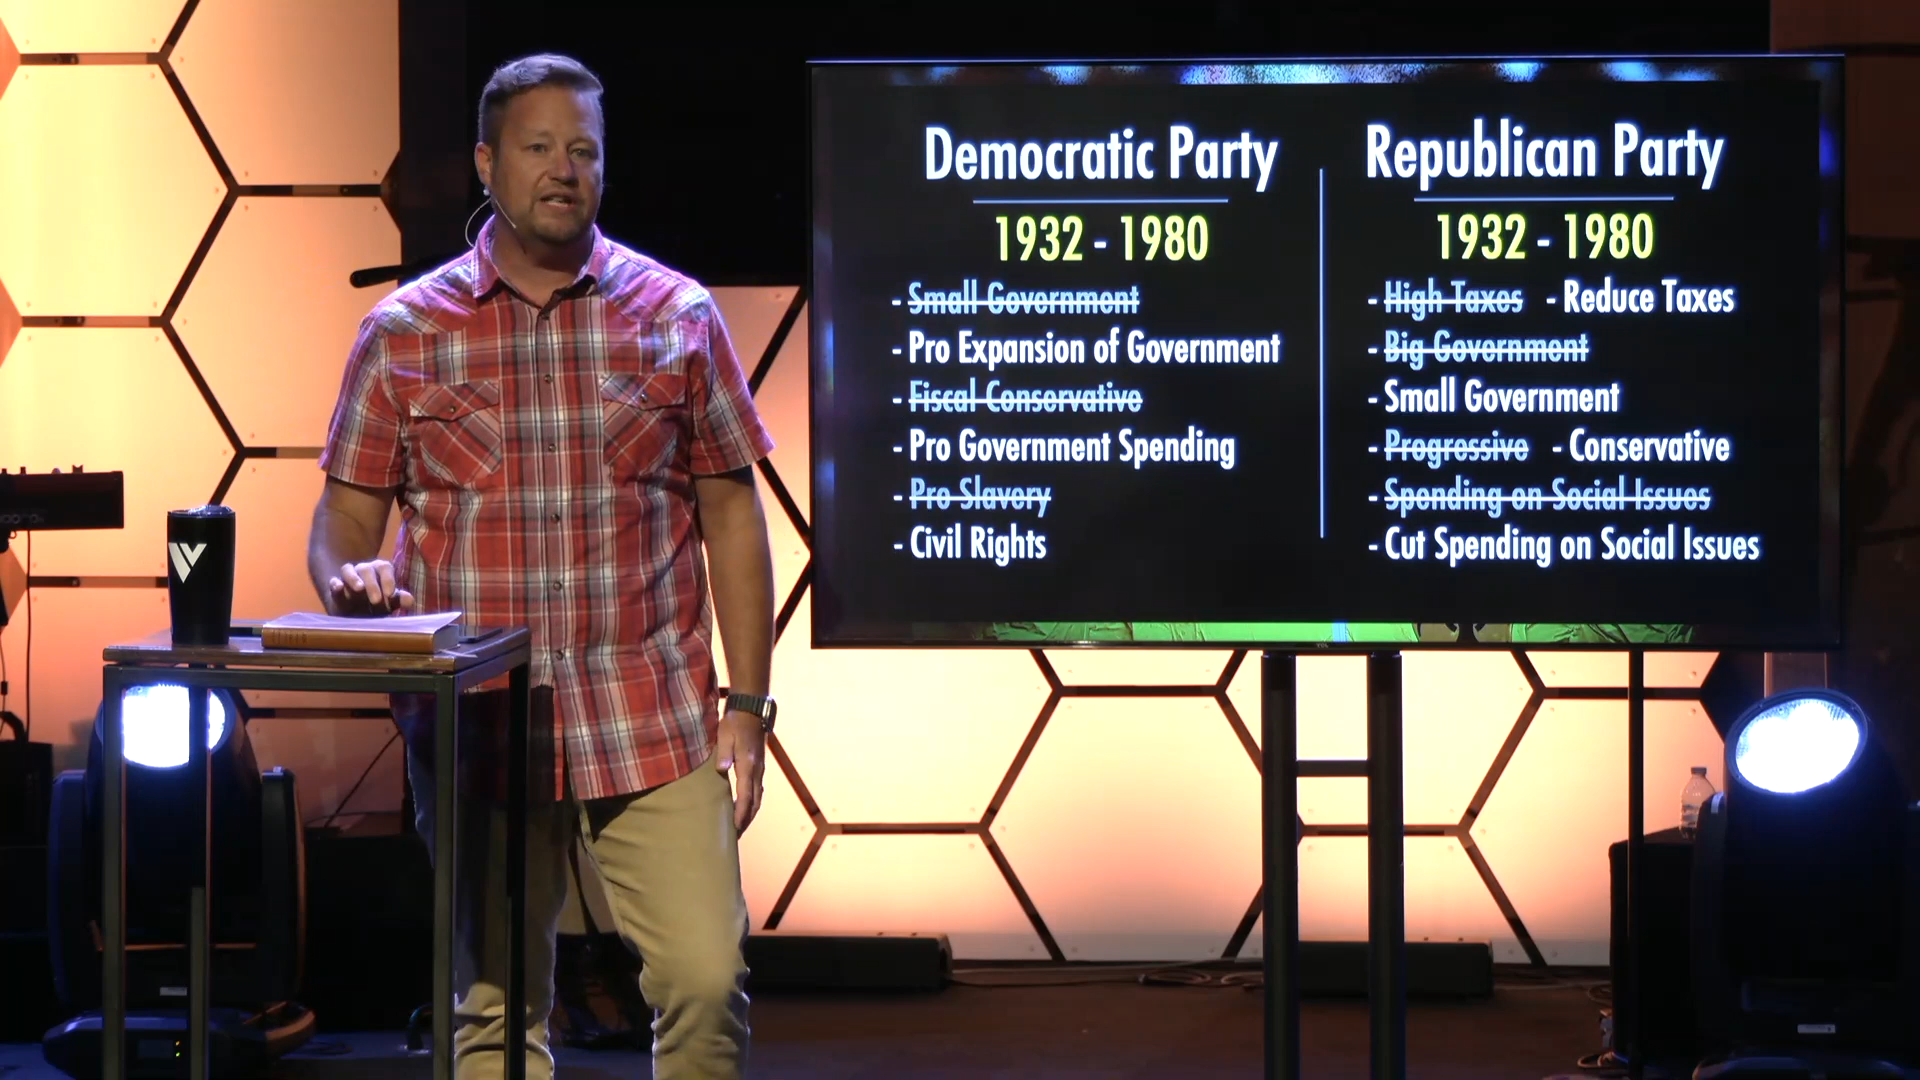 Democratic Party
1932 - 1980
- Small Government
- Pro Expansion of Government
- Fiscal Conservative
- Pro Government Spending
- Pro Slavery
- Civil Rights
Republican Party
1932 - 1980
- High Taxes - Reduce Taxes
- Big Government
- Small Government
- Progressive - Conservative
- Spending on Social Issues
- Cut Spending on Social Issues